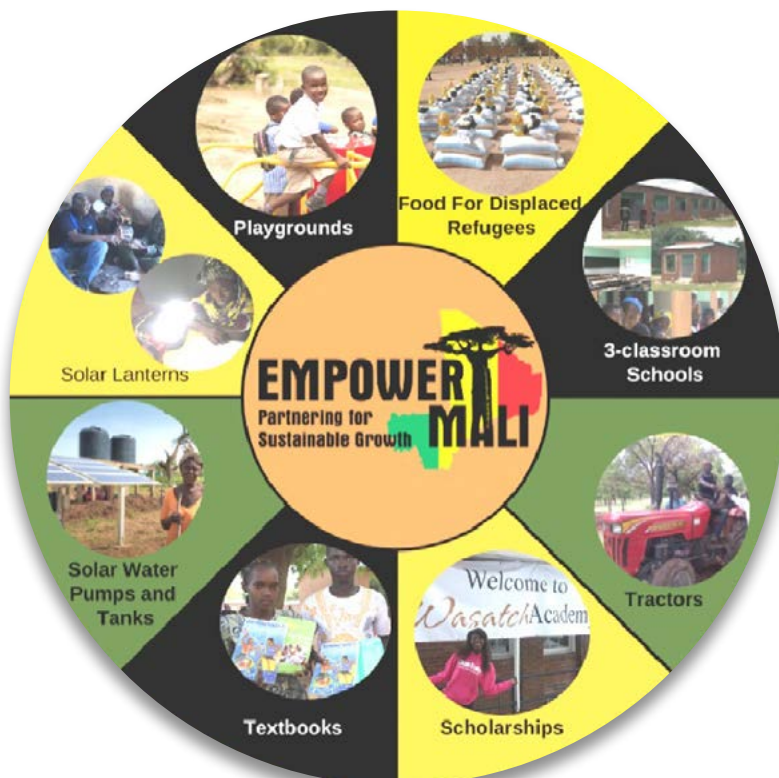 Playgrounds
Food For Displaced
Refugees
3-classroom
Schools
Tractors
Welcome to
Wasatch Academ
Scholarships
Textbooks
Solar Water
Pumps and
Tanks
Solar Lanterns
EMPOWER
Partnering for
Sustainable Growth
MALI